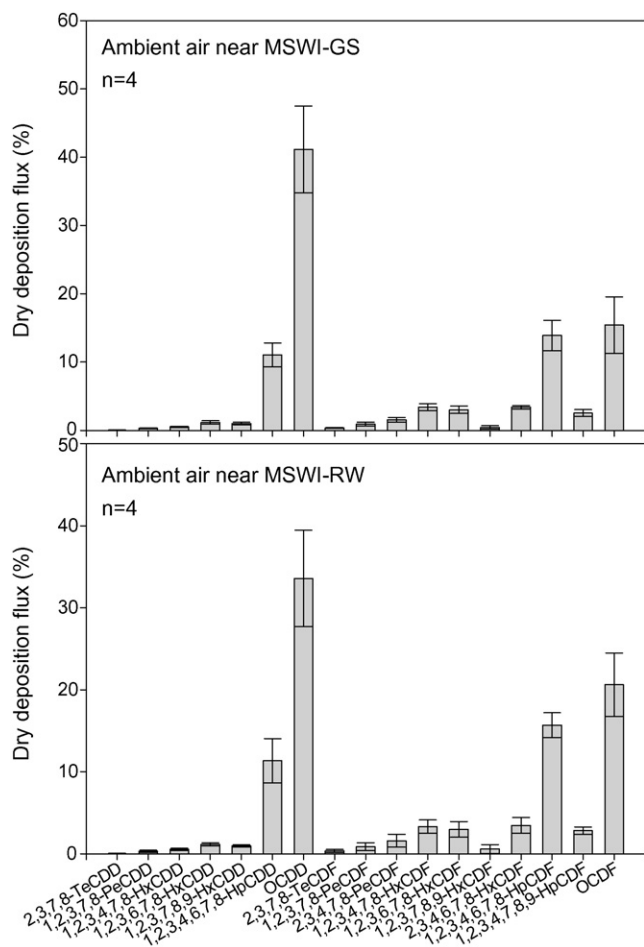 60
Ambient air near MSWI-GS
n=4
50
40
30
20
10
0
Dry deposition flux (%)
50
Ambient air near MSWI-RW
n=4
40
30
20
10
0
Dry deposition flux (%)
2,3,7,8-TeCDD
1,2,3,7,8-PeCDD
1,2,3,4,7,8-HxCDD
1,2,3,6,7,8-HxCDD
1,2,3,7,8,9-HxCDD
1,2,3,4,6,7,8-HpCDD
OCDD
2,3,7,8-TeCDF
1,2,3,7,8-PeCDF
2,3,4,7,8-PeCDF
1,2,3,4,7,8-HxCDF
1,2,3,6,7,8-HxCDF
1,2,3,7,8,9-HxCDF
2,3,4,6,7,8-HxCDF
1,2,3,4,6,7,8-HpCDF
1,2,3,4,7,8,9-HpCDF
OCDF